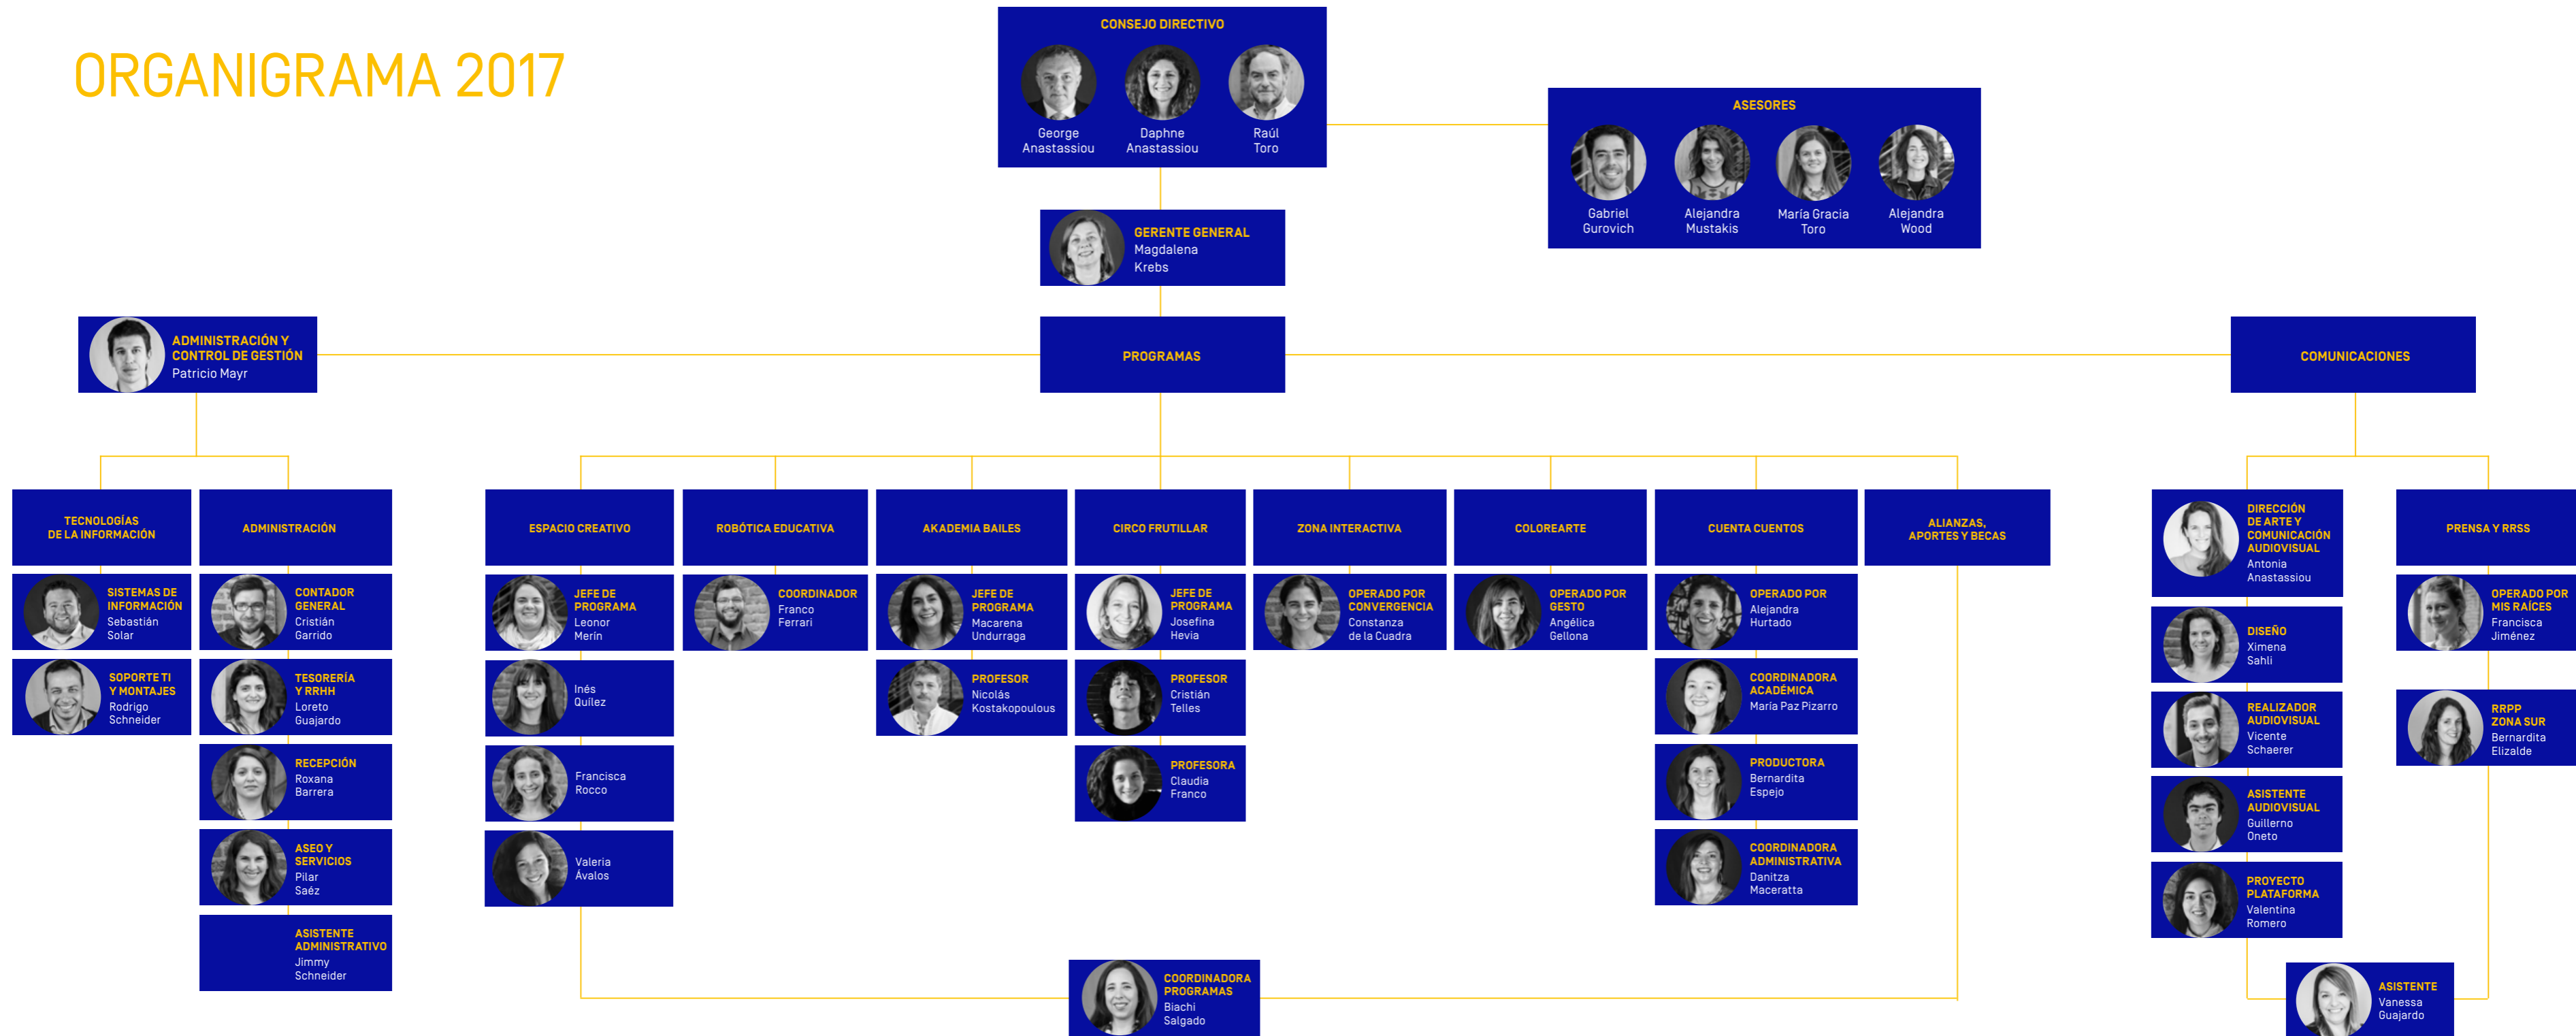 ORGANIGRAMA 2017
CONSEJO DIRECTIVO
George
Anastassiou
Daphne
Anastassiou
Raúl
Toro
ASESORES
Gabriel
Gurovich
Alejandra
Mustakis
María Gracia
Toro
Alejandra
Wood
GERENTE GENERAL
Magdalena
Krebs
ADMINISTRACIÓN Y
CONTROL DE GESTIÓN
Patricio Mayr
PROGRAMAS
COMUNICACIONES
TECNOLOGÍAS
DE LA INFORMACIÓN
SISTEMAS DE
INFORMACIÓN
Sebastián
Solar
SOPORTE TI
Y MONTAJES
Rodrigo
Schneider
ADMINISTRACIÓN
CONTADOR
GENERAL
Cristián
Garrido
TESORERÍA
Y RRHH
Loreto
Guajardo
RECEPCIÓN
Roxana
Barrera
ASEO Y
SERVICIOS
Pilar
Saéz
ASISTENTE
ADMINISTRATIVO
Jimmy
Schneider
ESPACIO CREATIVO
JEFE DE
PROGRAMA
Leonor
Merín
Inés
Quílez
Francisca
Rocco
Valeria
Ávalos
ROBÓTICA EDUCATIVA
COORDINADOR
Franco
Ferrari
AKADEMIA BAILES
JEFE DE
PROGRAMA
Macarena
Undurraga
PROFESOR
Nicolás
Kostakopoulous
CIRCO FRUTILLAR
JEFE DE
PROGRAMA
Josefina
Hevia
PROFESOR
Cristián
Telles
PROFESORA
Claudia
Franco
ZONA INTERACTIVA
OPERADO POR
CONVERGENCIA
Constanza
de la Cuadra
COLOREARTE
OPERADO POR
GESTO
Angélica
Gellona
CUENTA CUENTOS
OPERADO POR
Alejandra
Hurtado
COORDINADORA
ACADÉMICA
María Paz Pizarro
PRODUCTORA
Bernardita
Espejo
COORDINADORA
ADMINISTRATIVA
Danitza
Maceratta
ALIANZAS,
APORTES Y BECAS
COORDINADORA
PROGRAMAS
Biachi
Salgado
DIRECCIÓN
DE ARTE Y
COMUNICACIÓN
AUDIOVISUAL
Antonia
Anastassiou
DISEÑO
Ximena
Sahli
REALIZADOR
AUDIOVISUAL
Vicente
Schaerer
ASISTENTE
AUDIOVISUAL
Guillerno
Oneto
PROYECTO
PLATAFORMA
Valentina
Romero
PRENSA Y RRSS
OPERADO POR
MIS RAÍCES
Francisca
Jiménez
RRPP
ZONA SUR
Bernardita
Elizalde
ASISTENTE
Vanessa
Guajardo